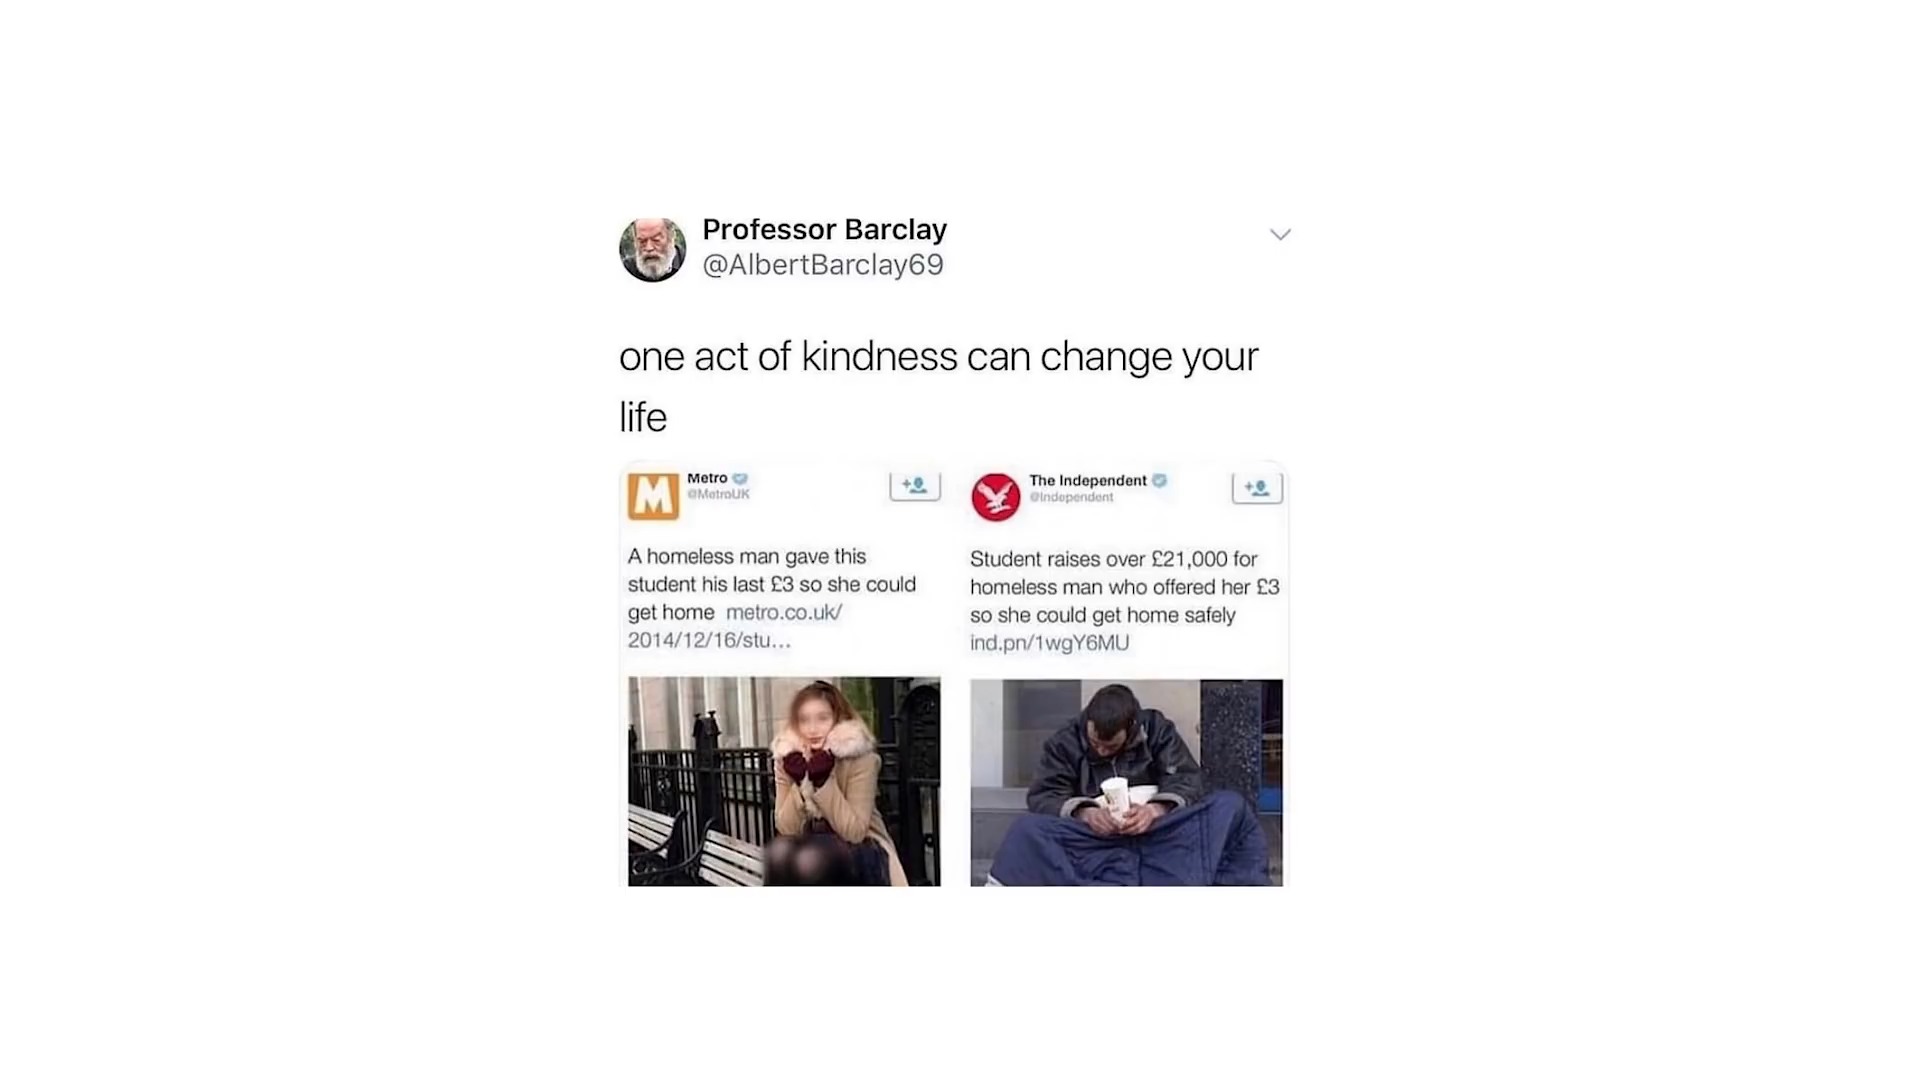 Professor Barclay
@AlbertBarclay69
one act of kindness can change your
life
Metro
@MetroUK
A homeless man gave this
student his last £3 so she could
get home metro.co.uk/
2014/12/16/stu...
The Independent
@Independent
Student raises over £21,000 for
homeless man who offered her £3
so she could get home safely
ind.pn/1wgY6MU